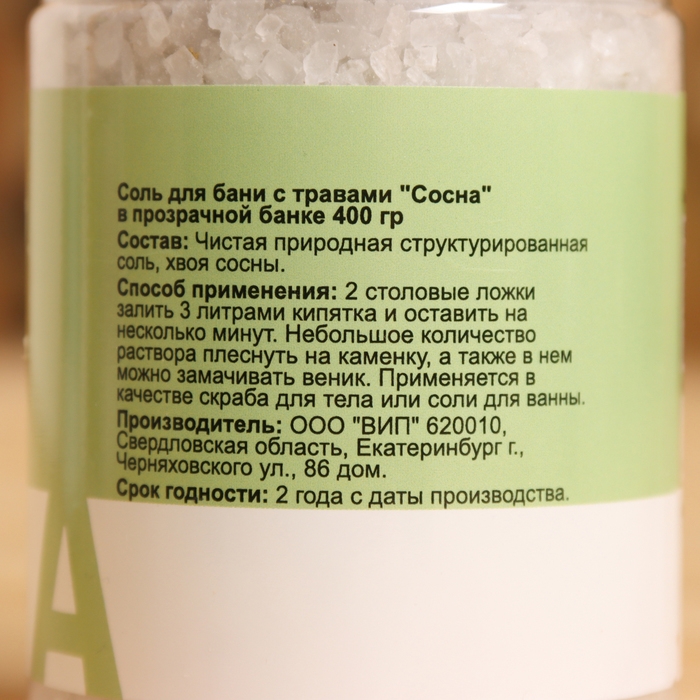 Соль для бани с травами "Сосна"
в прозрачной банке 400 гр
Состав: Чистая природная структурированная
соль, хвоя сосны.
Способ применения: 2 столовые ложки
залить 3 литрами кипятка и оставить на
несколько минут. Небольшое количество
раствора плеснуть на каменку, а также в нем
можно замачивать веник. Применяется в
качестве скраба для тела или соли для ванны.
Производитель: ООО "ВИП" 620010,
Свердловская область, Екатеринбург г.,
Черняховского ул., 86 дом.
Срок годности: 2 года с даты производства.
А